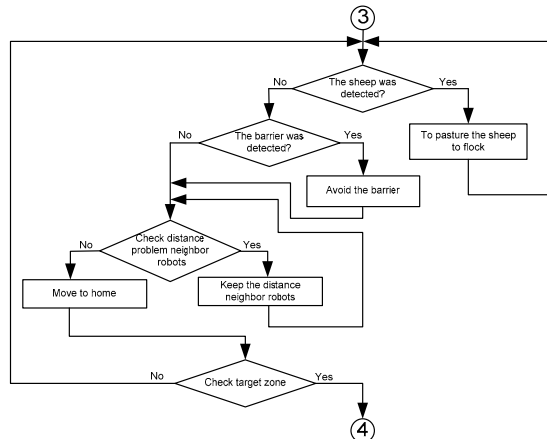 3
The sheep was
detected?
No
Yes
The barrier was
detected?
No
Yes
To pasture the sheep
to flock
Avoid the barrier
Check distance
problem neighbor
robots
No
Yes
Move to home
Keep the distance
neighbor robots
Check target zone
No
Yes
4